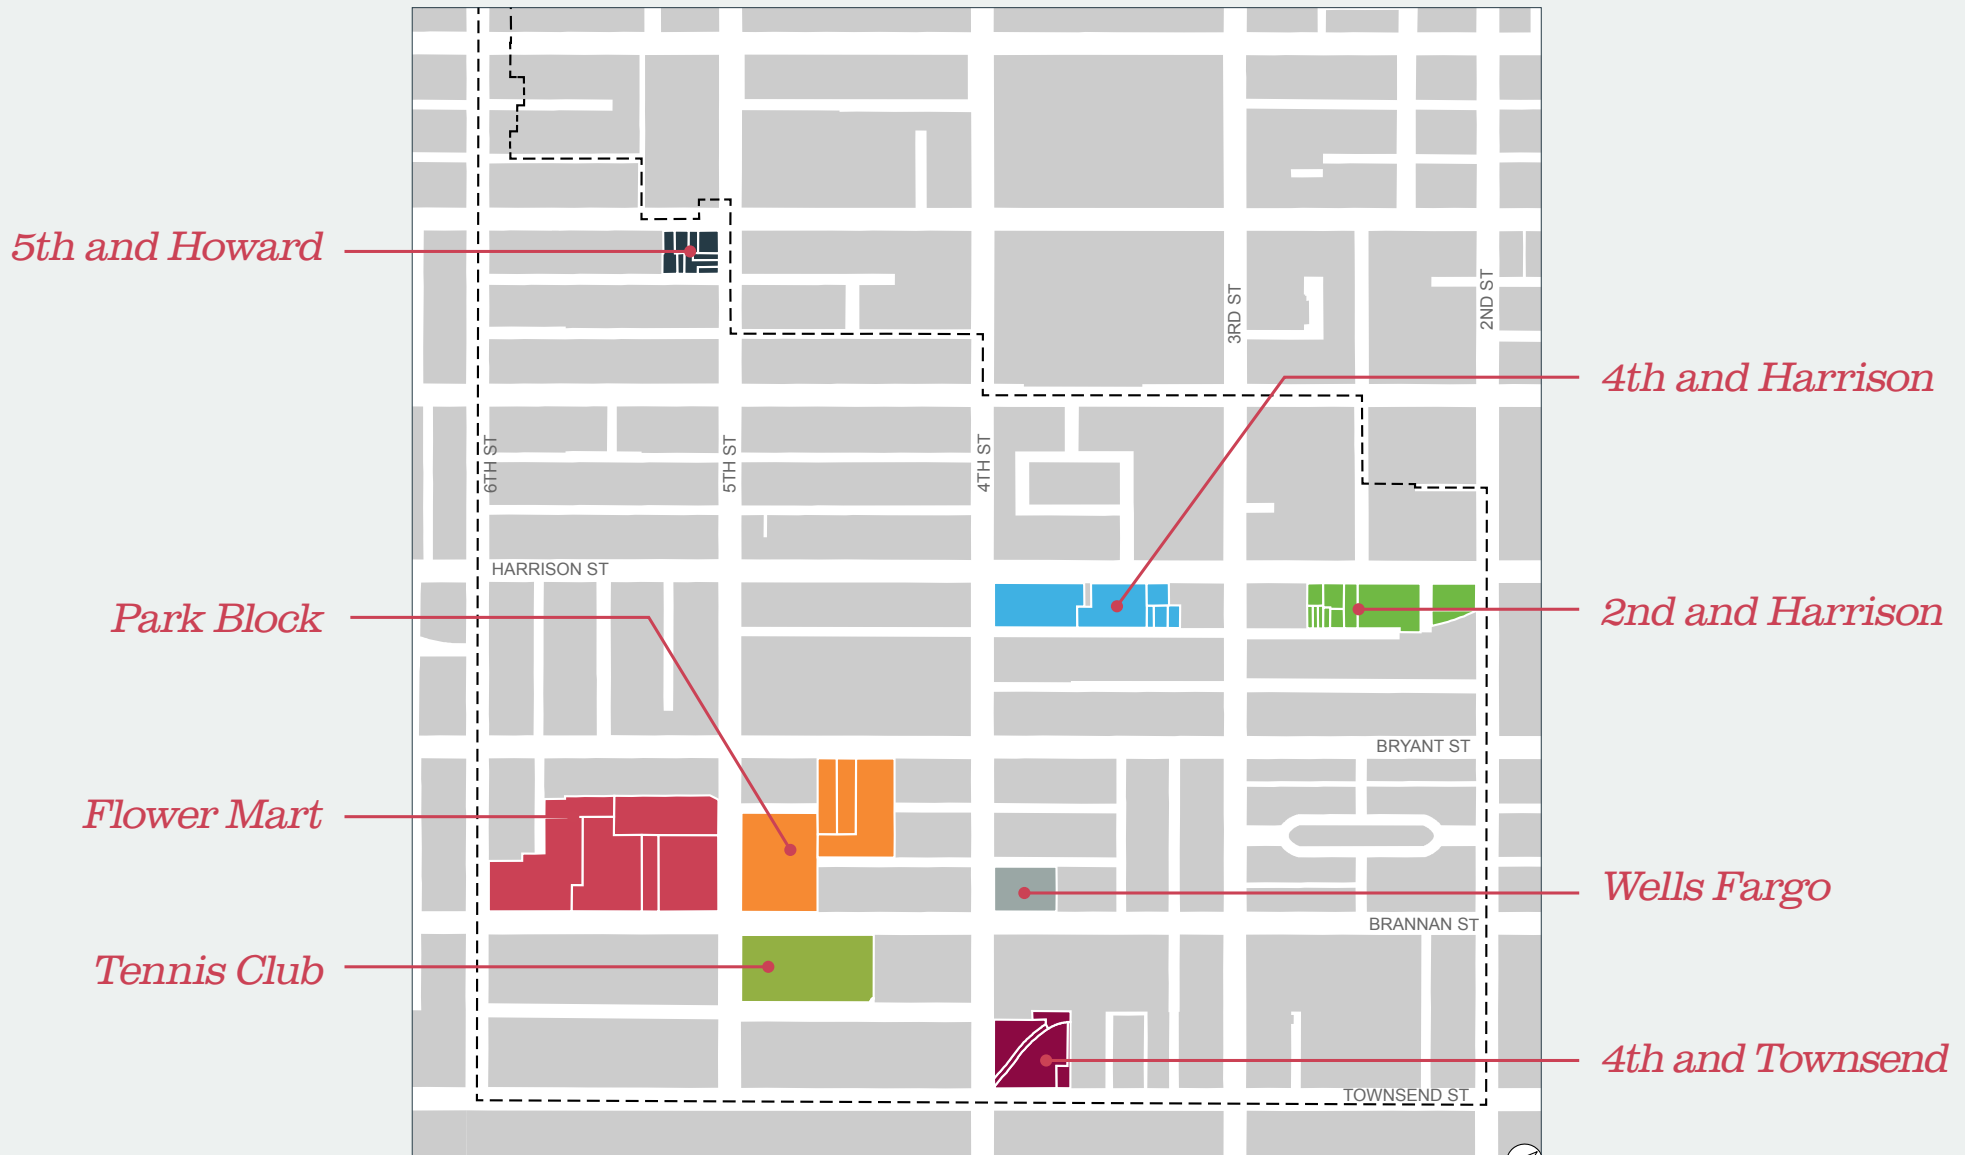 5th and Howard
3RD ST
2ND ST
4th and Harrison
6TH ST
5TH ST
4TH ST
HARRISON ST
Park Block
2nd and Harrison
BRYANT ST
Flower Mart
Wells Fargo
BRANNAN ST
Tennis Club
4th and Townsend
TOWNSEND ST